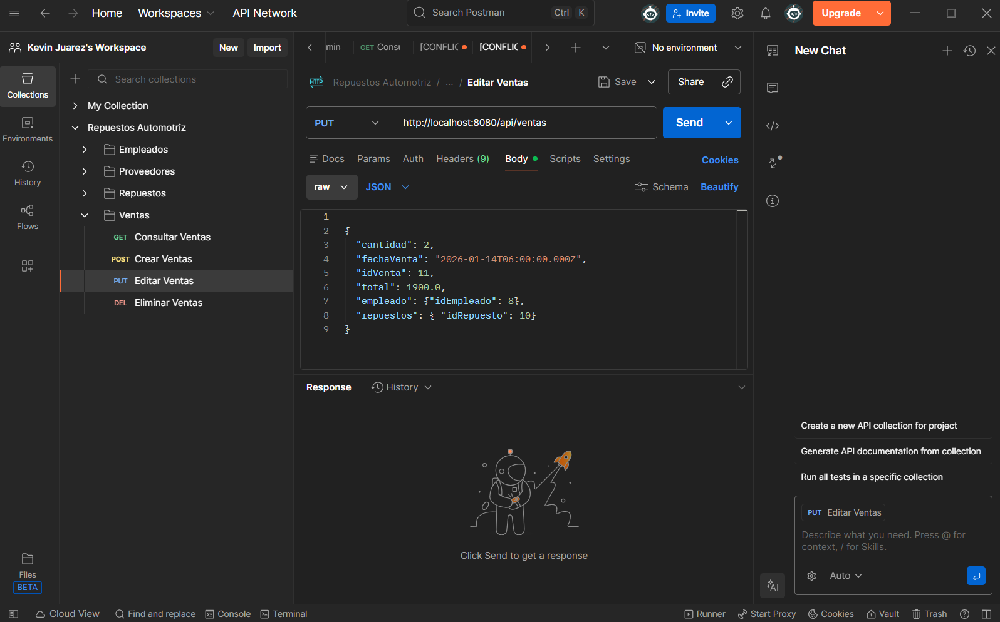 Home
Workspaces
API Network
Search Postman
Ctrl K
Invite
Upgrade
Kevin Juarez's Workspace
New
Import
min
GET Consu
[CONFLIC
[CONFLIC
No environment
New Chat
Collections
Environments
History
Flows
Files
BETA
Search collections
My Collection
Repuestos Automotriz
Empleados
Proveedores
Repuestos
Ventas
GET Consultar Ventas
POST Crear Ventas
PUT Editar Ventas
DEL Eliminar Ventas
HTTP Repuestos Automotriz / ... / Editar Ventas
Save
Share
PUT
http://localhost:8080/api/ventas
Send
Docs Params Auth Headers (9) Body Scripts Settings
Cookies
raw
JSON
Schema
Beautify
1
2 {
3 "cantidad": 2,
4 "fechaVenta": "2026-01-14T06:00:00.000Z",
5 "idVenta": 11,
6 "total": 1900.0,
7 "empleado": {"idEmpleado": 8},
8 "repuestos": { "idRepuesto": 10}
9 }
Response
History
Click Send to get a response
Create a new API collection for project
Generate API documentation from collection
Run all tests in a specific collection
PUT Editar Ventas
Describe what you need. Press @ for
context, / for Skills.
Auto
AI
Cloud View
Find and replace
Console
Terminal
Runner
Start Proxy
Cookies
Vault
Trash